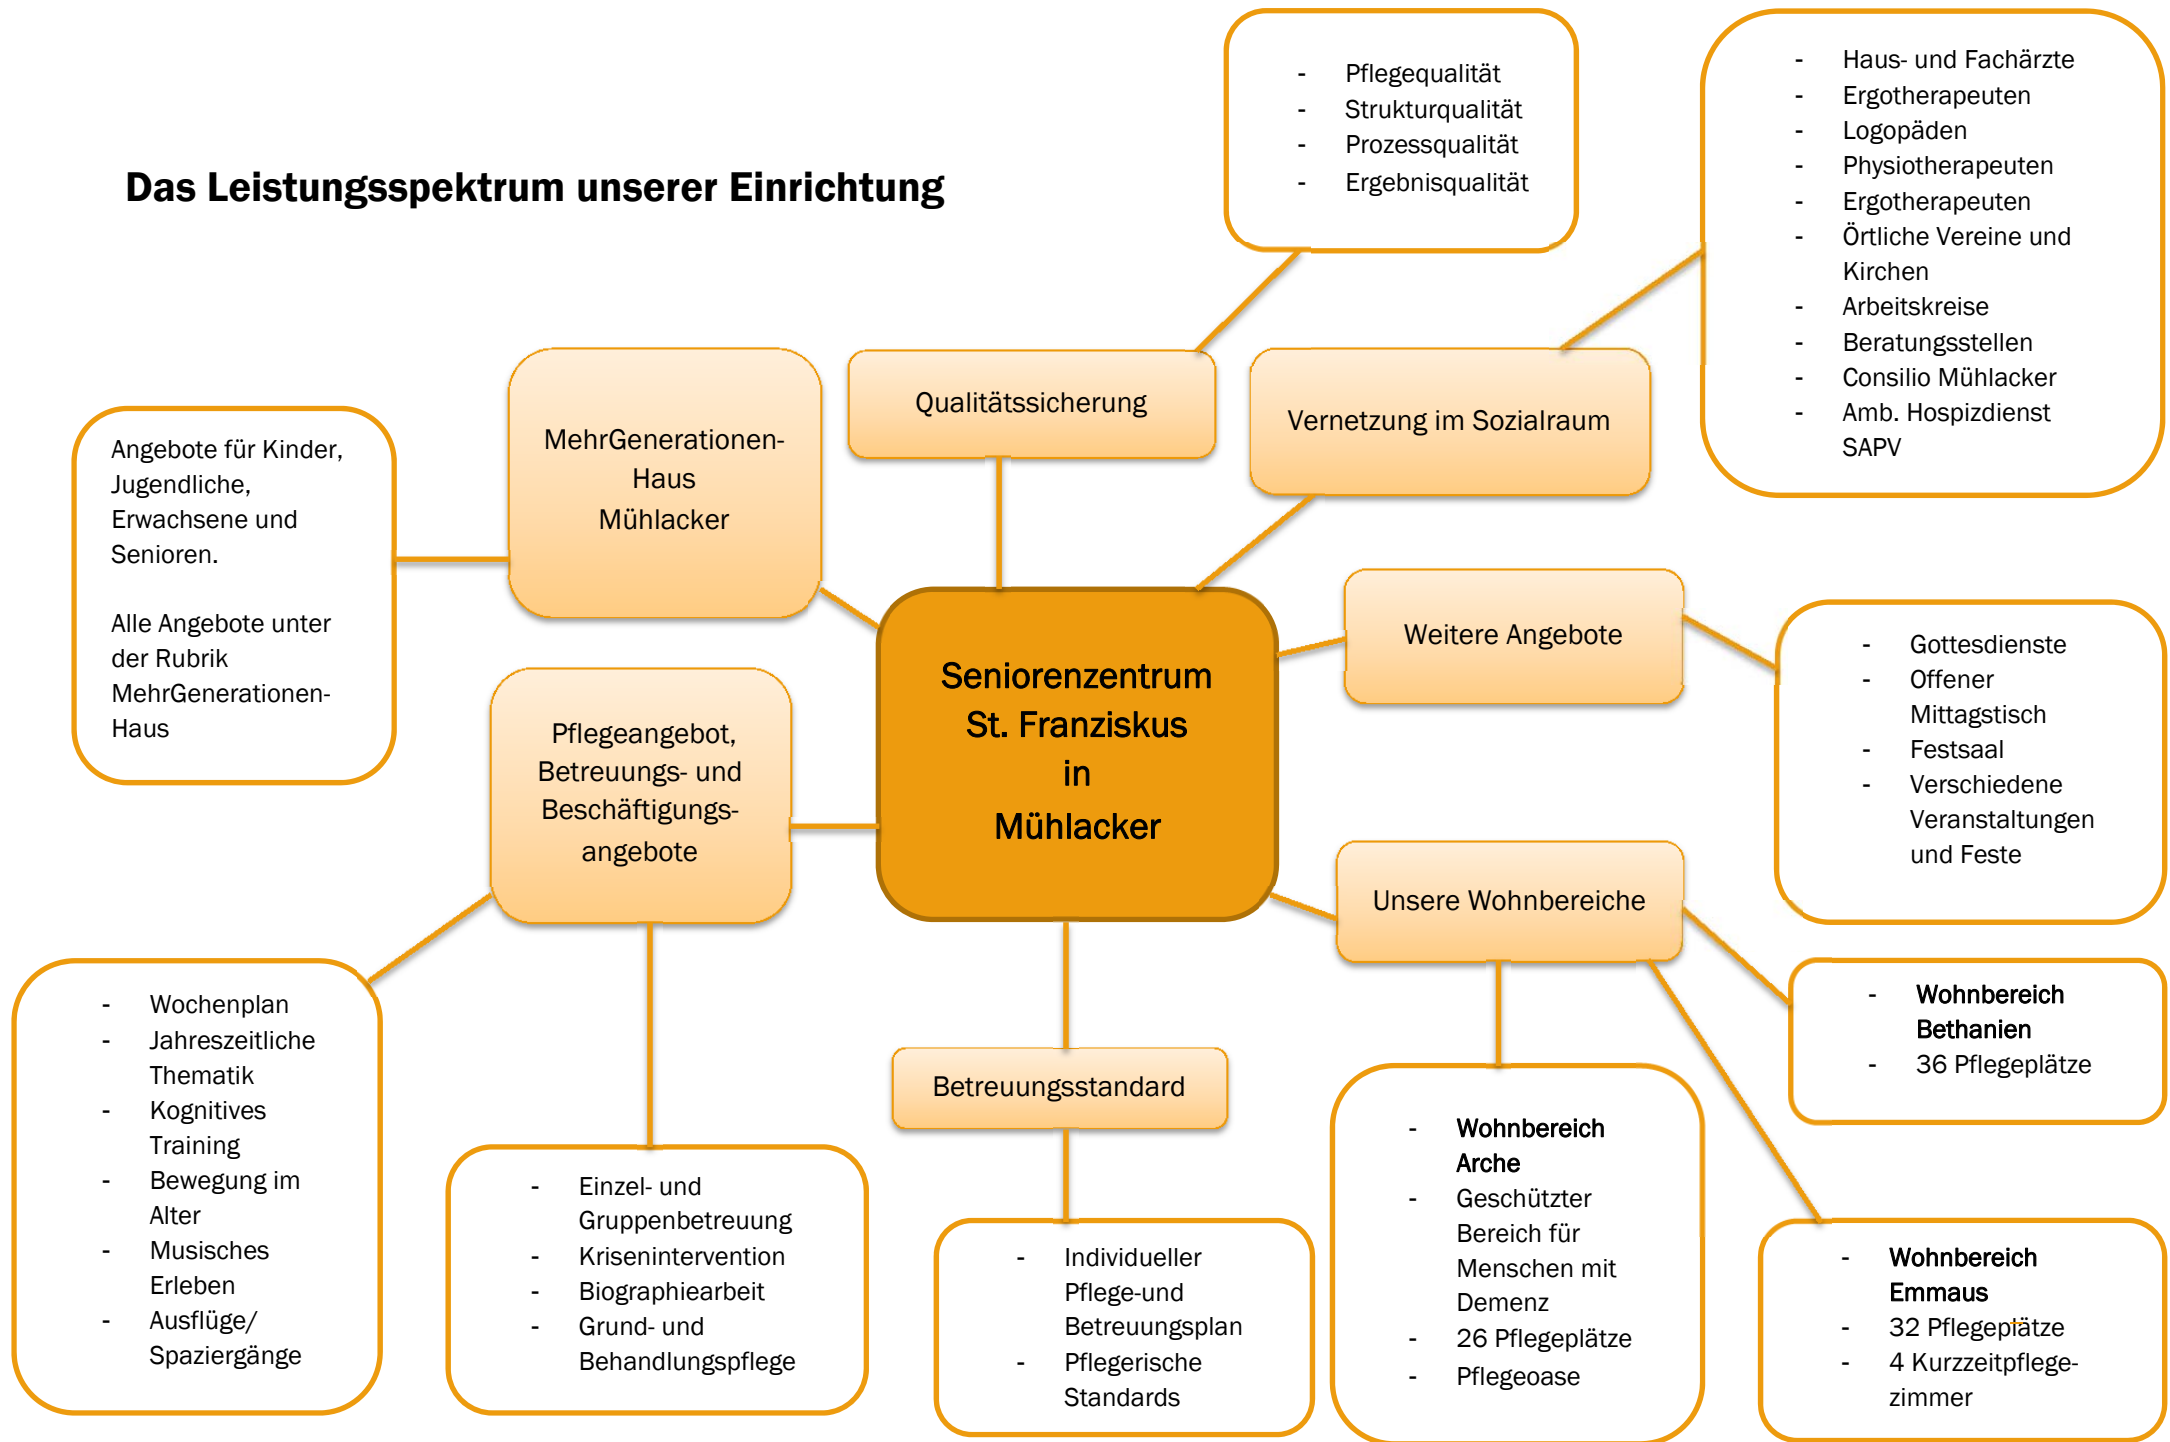 Das Leistungsspektrum unserer Einrichtung
- Pflegequalität
- Strukturqualität
- Prozessqualität
- Ergebnisqualität
- Haus- und Fachärzte
- Ergotherapeuten
- Logopäden
- Physiotherapeuten
- Ergotherapeuten
- Örtliche Vereine und
Kirchen
- Arbeitskreise
- Beratungsstellen
- Consilio Mühlacker
- Amb. Hospizdienst
SAPV
Angebote für Kinder,
Jugendliche,
Erwachsene und
Senioren.
Alle Angebote unter
der Rubrik
MehrGenerationen-
Haus
MehrGenerationen-
Haus
Mühlacker
Qualitätssicherung
Vernetzung im Sozialraum
Pflegeangebot,
Betreuungs- und
Beschäftigungs-
angebote
Seniorenzentrum
St. Franziskus
in
Mühlacker
Weitere Angebote
- Gottesdienste
- Offener
Mittagstisch
- Festsaal
- Verschiedene
Veranstaltungen
und Feste
Unsere Wohnbereiche
- Wohnbereich
Bethanien
- 36 Pflegeplätze
- Wochenplan
- Jahreszeitliche
Thematik
- Kognitives
Training
- Bewegung im
Alter
- Musisches
Erleben
- Ausflüge/
Spaziergänge
- Einzel- und
Gruppenbetreuung
- Krisenintervention
- Biographiearbeit
- Grund- und
Behandlungspflege
Betreuungsstandard
- Individueller
Pflege-und
Betreuungsplan
- Pflegerische
Standards
- Wohnbereich
Arche
- Geschützter
Bereich für
Menschen mit
Demenz
- 26 Pflegeplätze
- Pflegeoase
- Wohnbereich
Emmaus
- 32 Pflegeplätze
- 4 Kurzzeitpflege-
zimmer